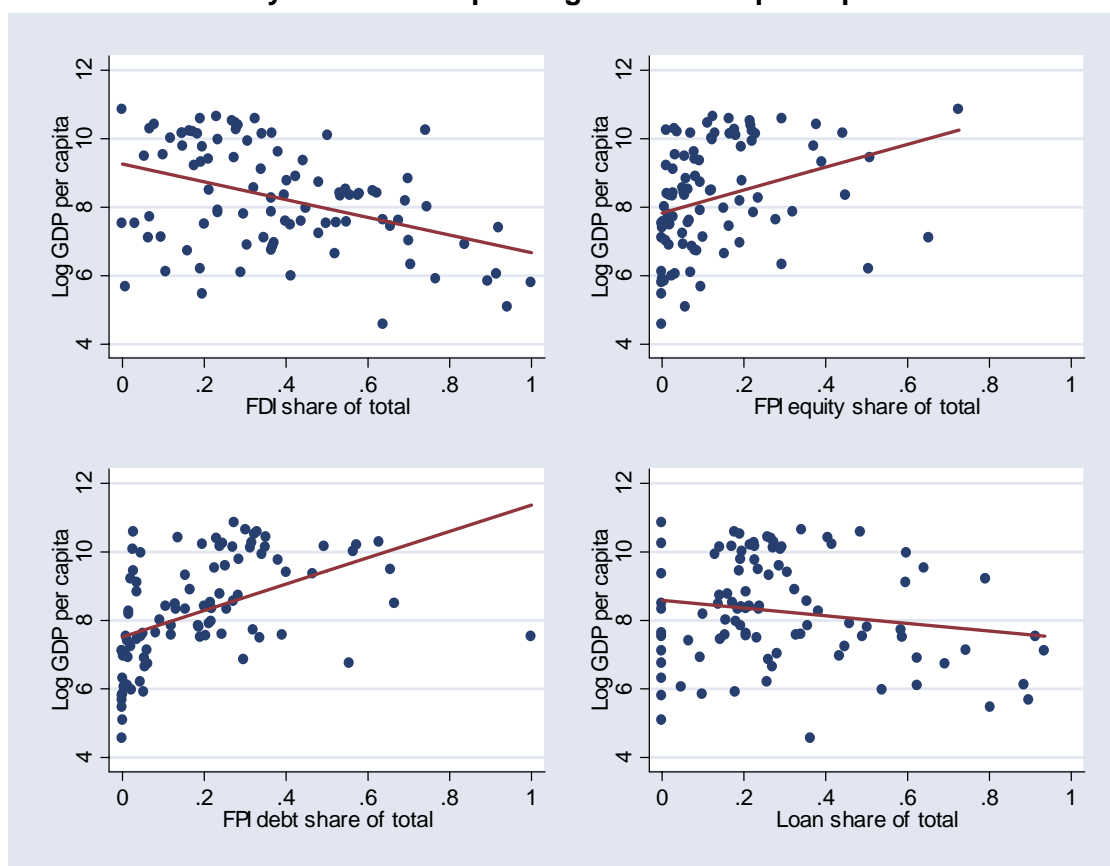 Log GDP per capita
12
10
8
6
4
0 .2 .4 .6 .8 1
FDI share of total
Log GDP per capita
12
10
8
6
4
0 .2 .4 .6 .8 1
FPI equity share of total
Log GDP per capita
12
10
8
6
4
0 .2 .4 .6 .8 1
FPI debt share of total
Log GDP per capita
12
10
8
6
4
0 .2 .4 .6 .8 1
Loan share of total